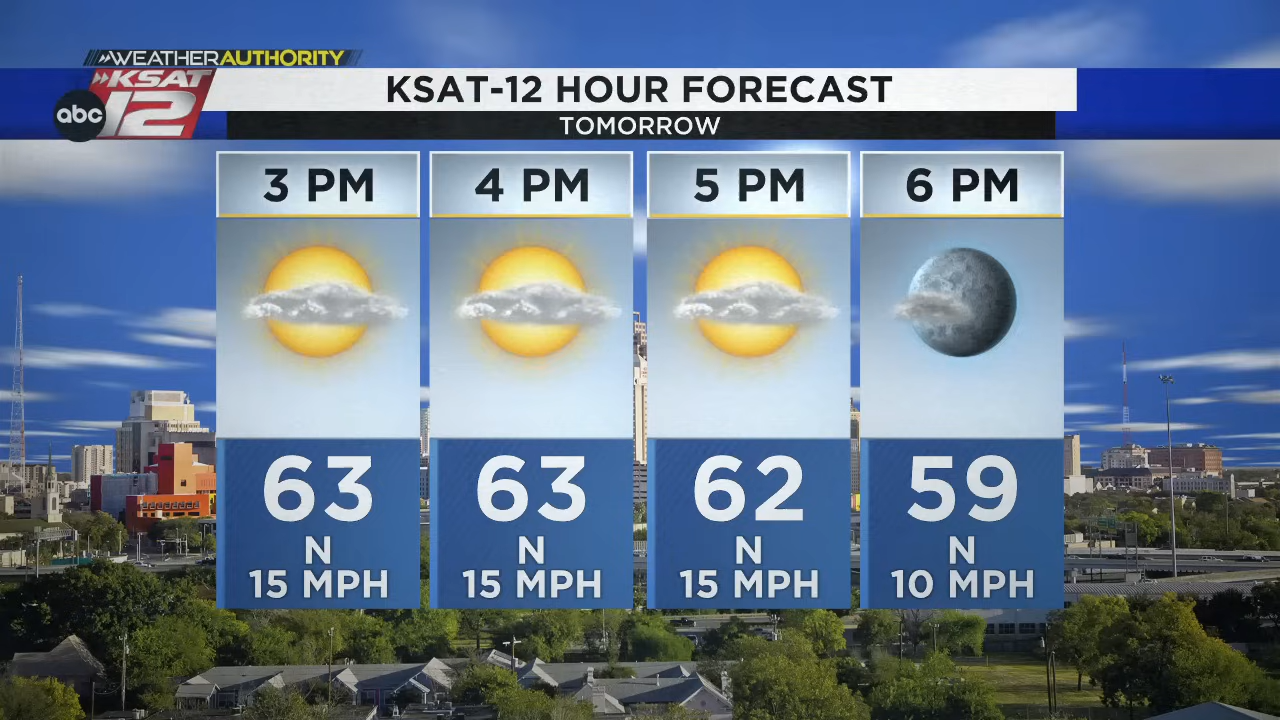 WEATHERAUTHORITY
KSAT
abc 12
KSAT-12 HOUR FORECAST
TOMORROW
3 PM
63
N
15 MPH
4 PM
63
N
15 MPH
5 PM
62
N
15 MPH
6 PM
59
N
10 MPH